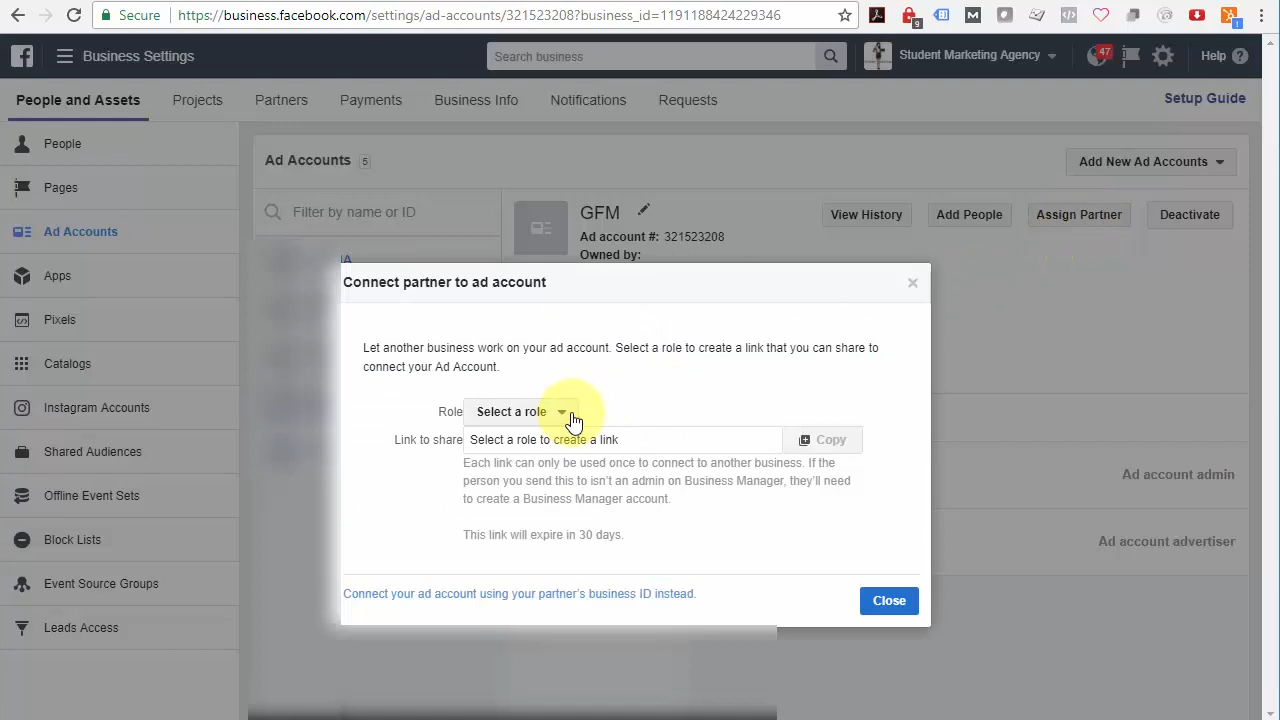 Secure https://business.facebook.com/settings/ad-accounts/321523208?business_id=1191188424229346
9
Business Settings
Search business
Student Marketing Agency
47
Help
People and Assets
Projects
Partners
Payments
Business Info
Notifications
Requests
Setup Guide
People
Pages
Ad Accounts
Apps
Pixels
Catalogs
Instagram Accounts
Shared Audiences
Offline Event Sets
Block Lists
Event Source Groups
Leads Access
Ad Accounts 5
Add New Ad Accounts
Filter by name or ID
GFM
View History
Add People
Assign Partner
Deactivate
Ad account #: 321523208
Owned by:
Connect partner to ad account
Let another business work on your ad account. Select a role to create a link that you can share to
connect your Ad Account.
Role Select a role
Link to share Select a role to create a link Copy
Each link can only be used once to connect to another business. If the
person you send this to isn't an admin on Business Manager, they'll need
to create a Business Manager account.
This link will expire in 30 days.
Connect your ad account using your partner's business ID instead.
Close
Ad account admin
Ad account advertiser